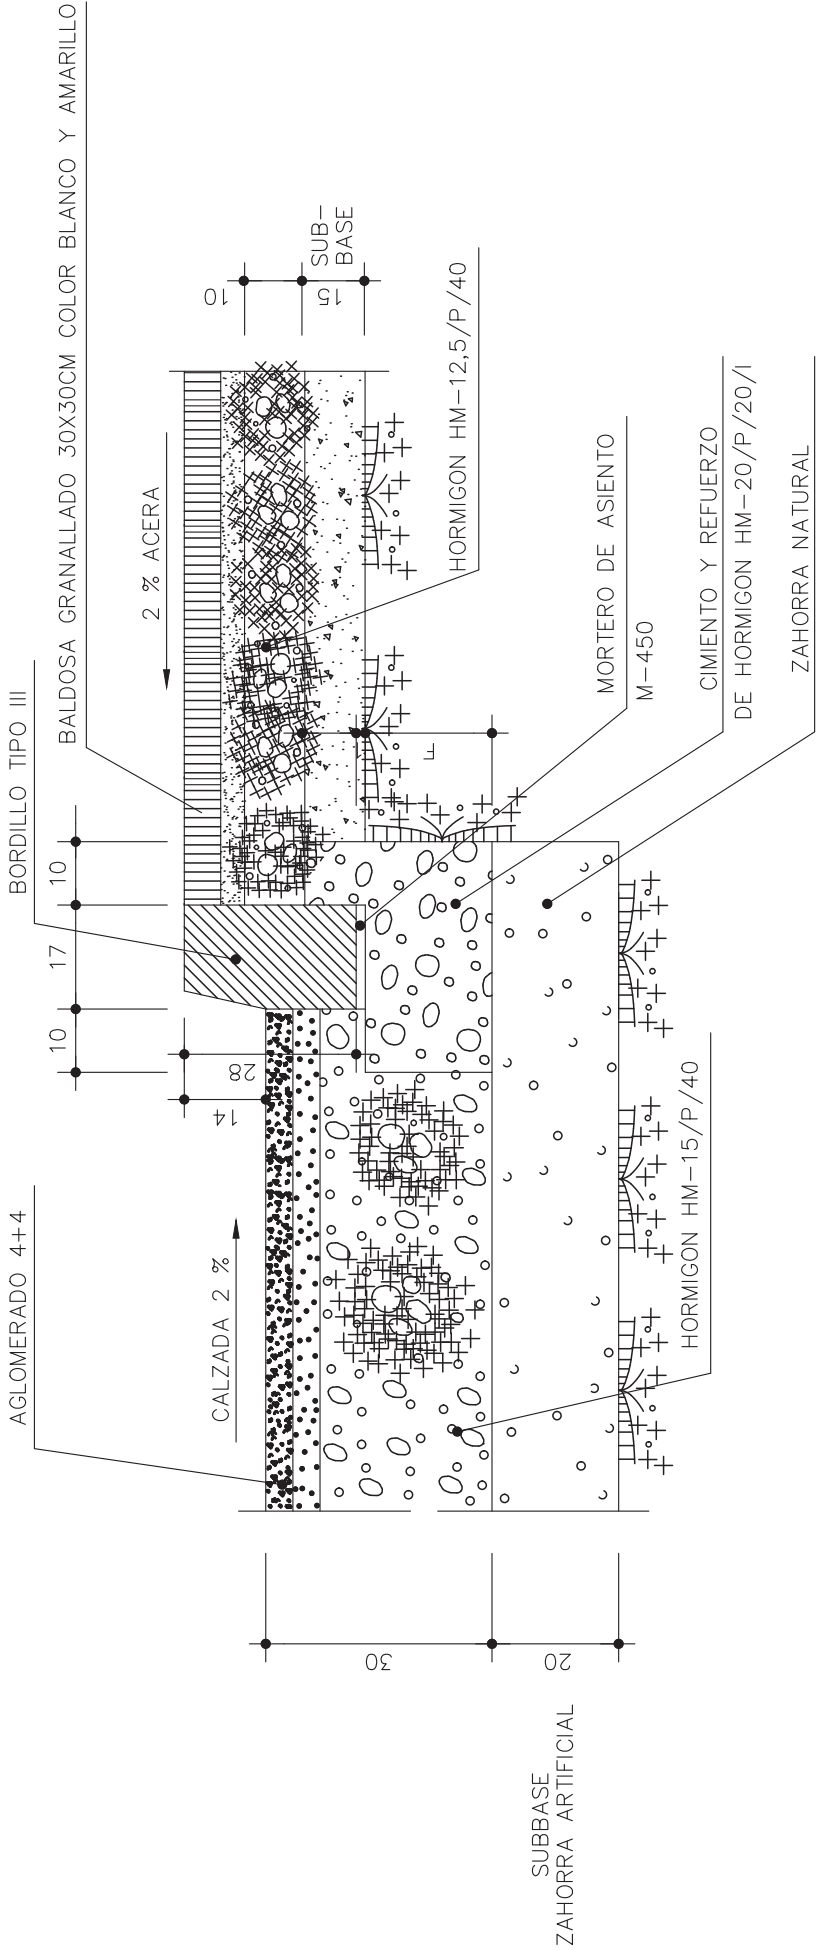 AGLOMERADO 4+4
BORDILLO TIPO III
BALDOSA GRANALLADO 30X30CM COLOR BLANCO Y AMARILLO
10
17
10
CALZADA 2 %
2 % ACERA
14
28
10
15
SUB-
BASE
F
30
20
SUBBASE
ZAHORRA ARTIFICIAL
HORMIGON HM-12,5/P/40
MORTERO DE ASIENTO
M-450
CIMIENTO Y REFUERZO
DE HORMIGON HM-20/P/20/I
ZAHORRA NATURAL
HORMIGON HM-15/P/40